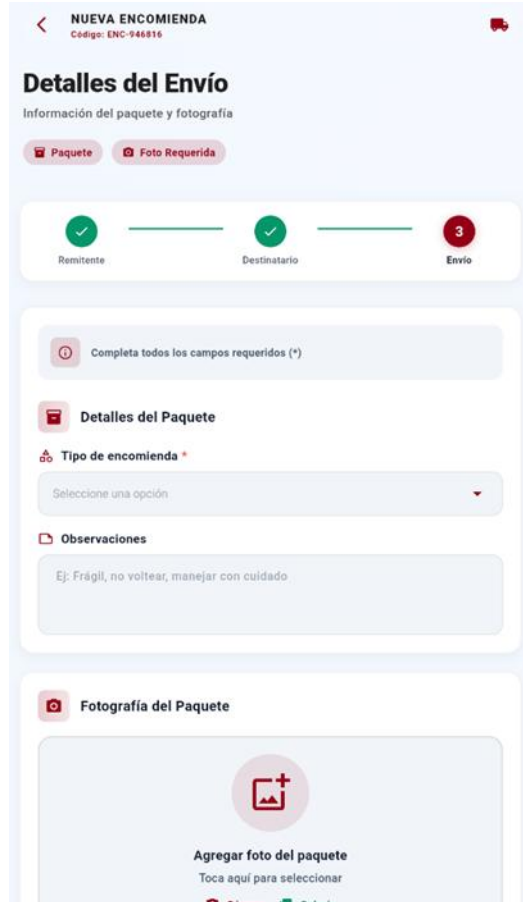 NUEVA ENCOMIENDA
Código: ENC-946816
Detalles del Envío
Información del paquete y fotografía
Paquete
Foto Requerida
3
Remitente
Destinatario
Envío
Completa todos los campos requeridos (*)
Detalles del Paquete
Tipo de encomienda *
Seleccione una opción
Observaciones
Ej: Frágil, no voltear, manejar con cuidado
Fotografía del Paquete
Agregar foto del paquete
Toca aquí para seleccionar